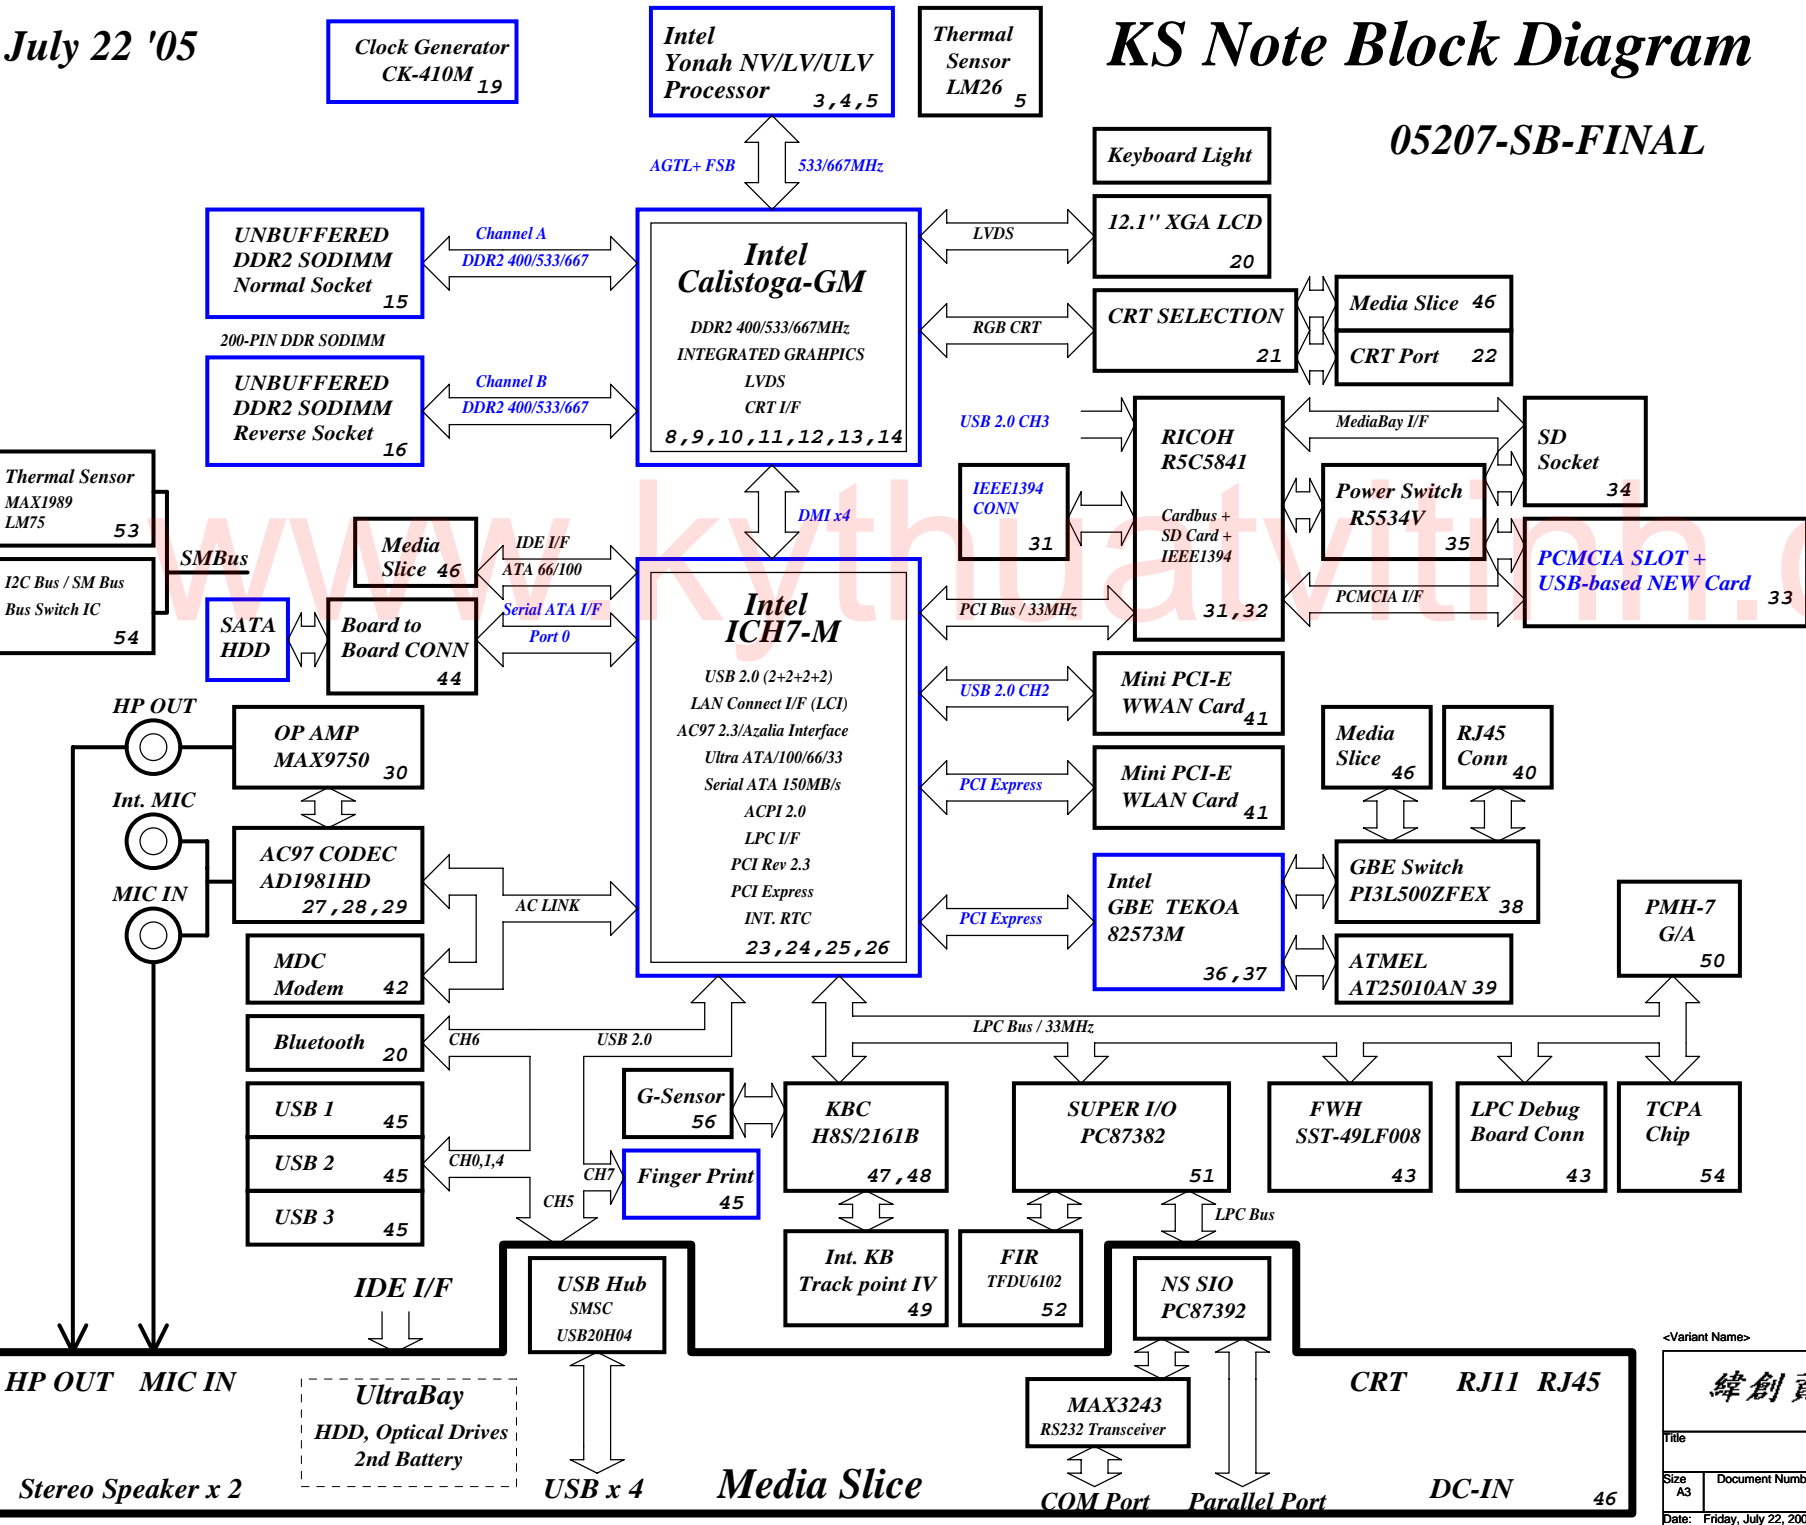 July 22 '05
KS Note Block Diagram
05207-SB-FINAL
Clock Generator
CK-410M
19
Intel
Yonah NV/LV/ULV
Processor
3,4,5
Thermal
Sensor
LM26
5
AGTL+ FSB
533/667MHz
Keyboard Light
12.1" XGA LCD
20
LVDS
UNBUFFERED
DDR2 SODIMM
Normal Socket
15
Channel A
DDR2 400/533/667
200-PIN DDR SODIMM
UNBUFFERED
DDR2 SODIMM
Reverse Socket
16
Channel B
DDR2 400/533/667
Intel
Calistoga-GM
DDR2 400/533/667MHz
INTEGRATED GRAHPICS
LVDS
CRT I/F
8,9,10,11,12,13,14
RGB CRT
CRT SELECTION
21
Media Slice 46
CRT Port 22
USB 2.0 CH3
RICOH
R5C5841
Cardbus +
SD Card +
IEEE1394
31,32
MediaBay I/F
SD
Socket
34
IEEE1394
CONN
31
Power Switch
R5534V
35
PCMCIA SLOT +
USB-based NEW Card
33
PCMCIA I/F
PCI Bus / 33MHz
DMI x4
Thermal Sensor
MAX1989
LM75
53
I2C Bus / SM Bus
Bus Switch IC
54
SMBus
www.kythuatvitinh.c
Media
Slice 46
IDE I/F
ATA 66/100
Serial ATA I/F
Port 0
SATA
HDD
Board to
Board CONN
44
Intel
ICH7-M
USB 2.0 (2+2+2+2)
LAN Connect I/F (LCI)
AC97 2.3/Azalia Interface
Ultra ATA/100/66/33
Serial ATA 150MB/s
ACPI 2.0
LPC I/F
PCI Rev 2.3
PCI Express
INT. RTC
23,24,25,26
USB 2.0 CH2
Mini PCI-E
WWAN Card
41
PCI Express
Mini PCI-E
WLAN Card
41
Media
Slice
46
RJ45
Conn
40
HP OUT
OP AMP
MAX9750
30
Int. MIC
AC97 CODEC
AD1981HD
27,28,29
MIC IN
AC LINK
MDC
Modem
42
PCI Express
Intel
GBE TEKOA
82573M
36,37
GBE Switch
PI3L500ZFEX
38
ATMEL
AT25010AN 39
PMH-7
G/A
50
Bluetooth
20
CH6
USB 2.0
LPC Bus / 33MHz
USB 1
45
USB 2
45
USB 3
45
CH0,1,4
CH5
CH7
G-Sensor
56
Finger Print
45
KBC
H8S/2161B
47,48
SUPER I/O
PC87382
51
FWH
SST-49LF008
43
LPC Debug
Board Conn
43
TCPA
Chip
54
LPC Bus
Int. KB
Track point IV
49
FIR
TFDU6102
52
NS SIO
PC87392
IDE I/F
USB Hub
SMSC
USB20H04
HP OUT MIC IN
UltraBay
HDD, Optical Drives
2nd Battery
MAX3243
RS232 Transceiver
CRT RJ11 RJ45
Stereo Speaker x 2
USB x 4
Media Slice
COM Port
Parallel Port
DC-IN
46
<Variant Name>
緯創
Title
Size
A3
Document Numb
Date: Friday, July 22, 200